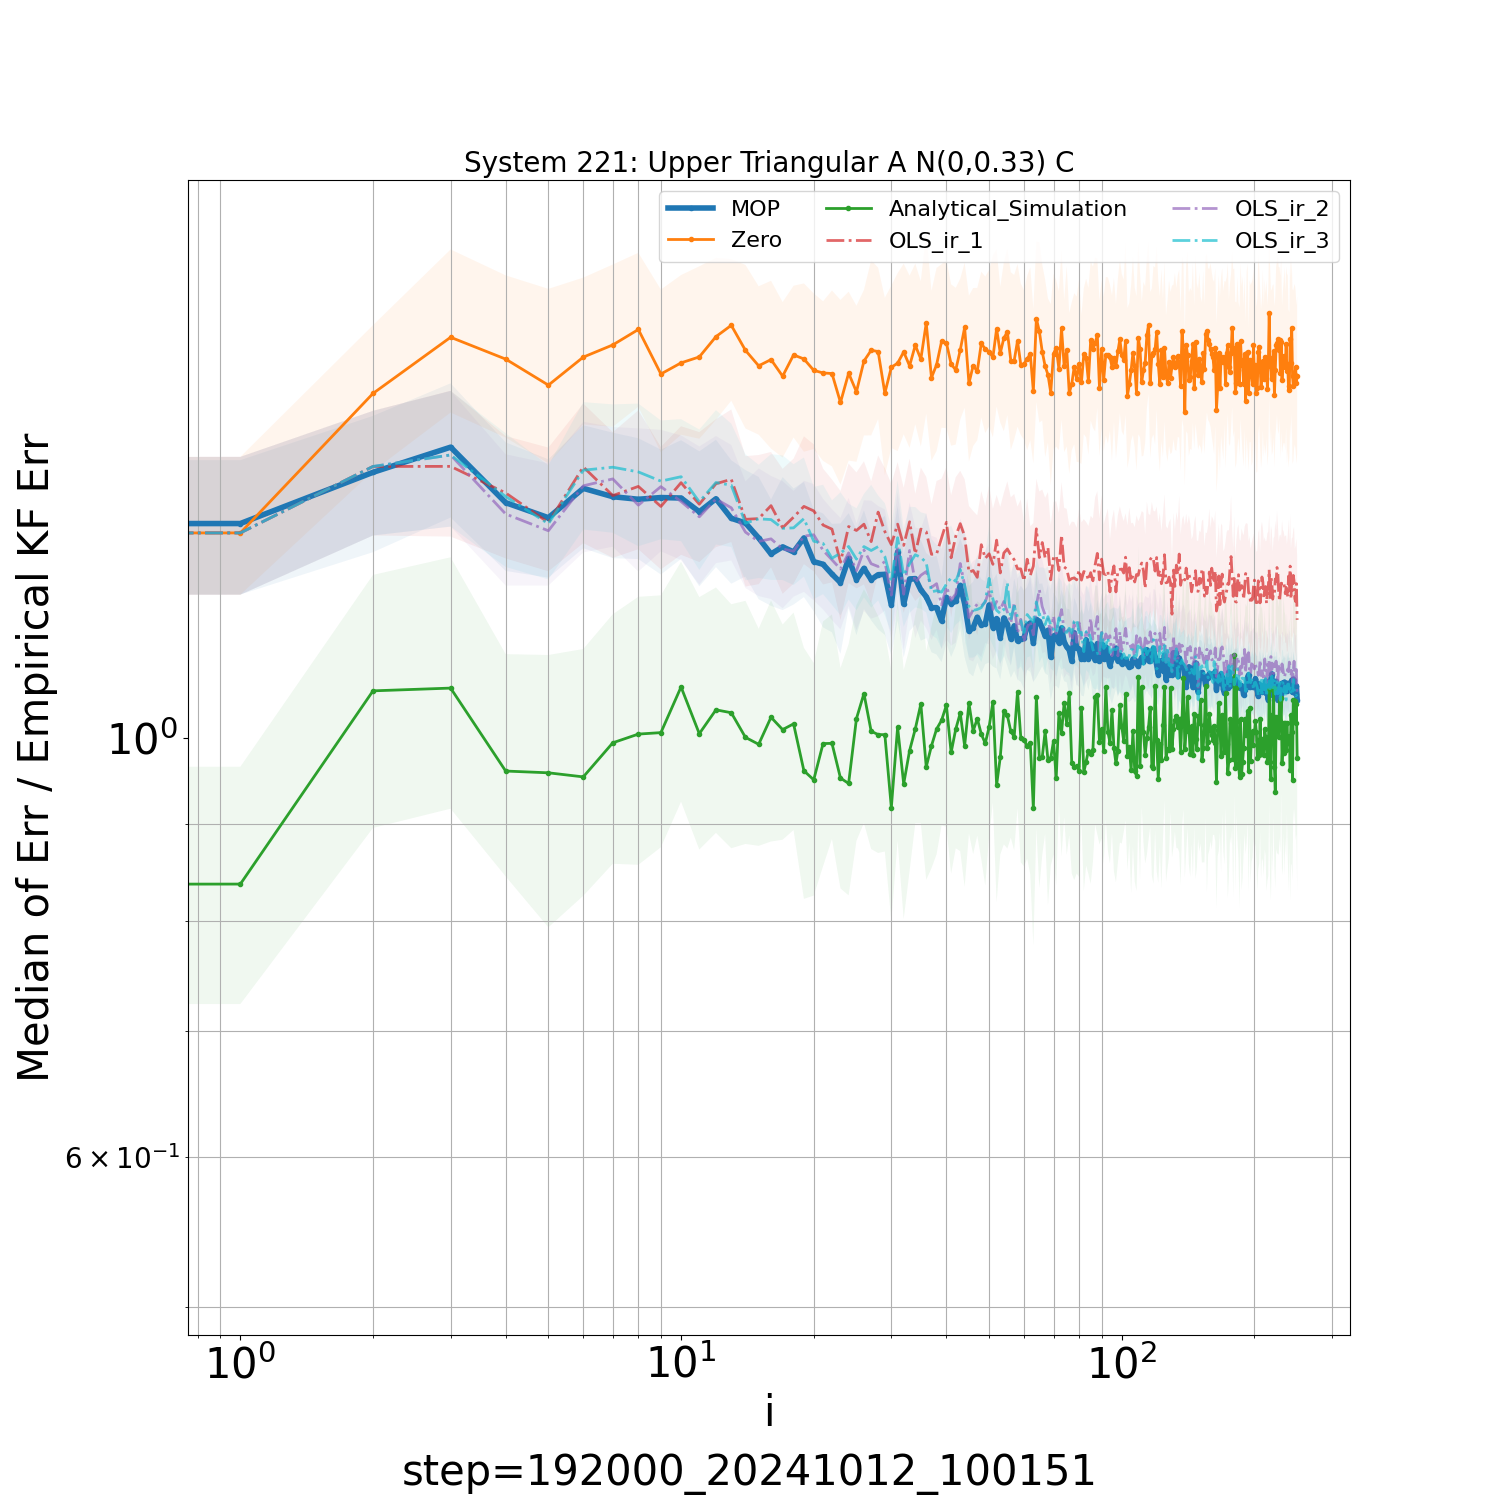 System 221: Upper Triangular A N(0,0.33) C
MOP
Zero
Analytical_Simulation
OLS_ir_1
OLS_ir_2
OLS_ir_3
Median of Err / Empirical KF Err
10⁰
6 × 10⁻¹
10⁰ 10¹ 10²
i
step=192000_20241012_100151